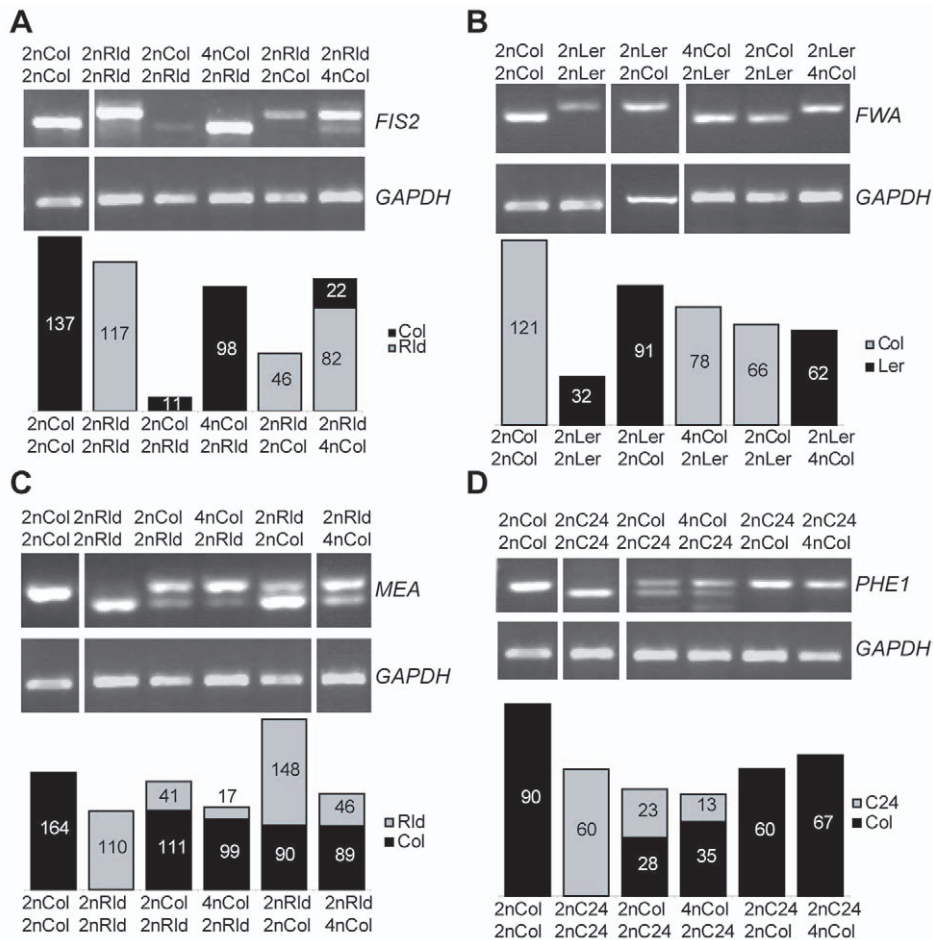 A
2nCol 2nRld 2nCol 4nCol 2nRld 2nRld
2nCol 2nRld 2nRld 2nRld 2nCol 4nCol
FIS2
GAPDH
137 117 11 98 46 22 82
Col
Rld
2nCol 2nRld 2nCol 4nCol 2nRld 2nRld
2nCol 2nRld 2nRld 2nRld 2nCol 4nCol
B
2nCol 2nLer 2nLer 4nCol 2nCol 2nLer
2nCol 2nLer 2nCol 2nLer 2nLer 4nCol
FWA
GAPDH
121 32 91 78 66 62
Col
Ler
2nCol 2nLer 2nLer 4nCol 2nCol 2nLer
2nCol 2nLer 2nCol 2nLer 2nLer 4nCol
C
2nCol 2nRld 2nCol 4nCol 2nRld 2nRld
2nCol 2nRld 2nRld 2nRld 2nCol 4nCol
MEA
GAPDH
164 110 41 111 17 99 148 90 46 89
Rld
Col
2nCol 2nRld 2nCol 4nCol 2nRld 2nRld
2nCol 2nRld 2nRld 2nRld 2nCol 4nCol
D
2nCol 2nC24 2nCol 4nCol 2nC24 2nC24
2nCol 2nC24 2nC24 2nC24 2nCol 4nCol
PHE1
GAPDH
90 60 23 28 13 35 60 67
C24
Col
2nCol 2nC24 2nCol 4nCol 2nC24 2nC24
2nCol 2nC24 2nC24 2nC24 2nCol 4nCol